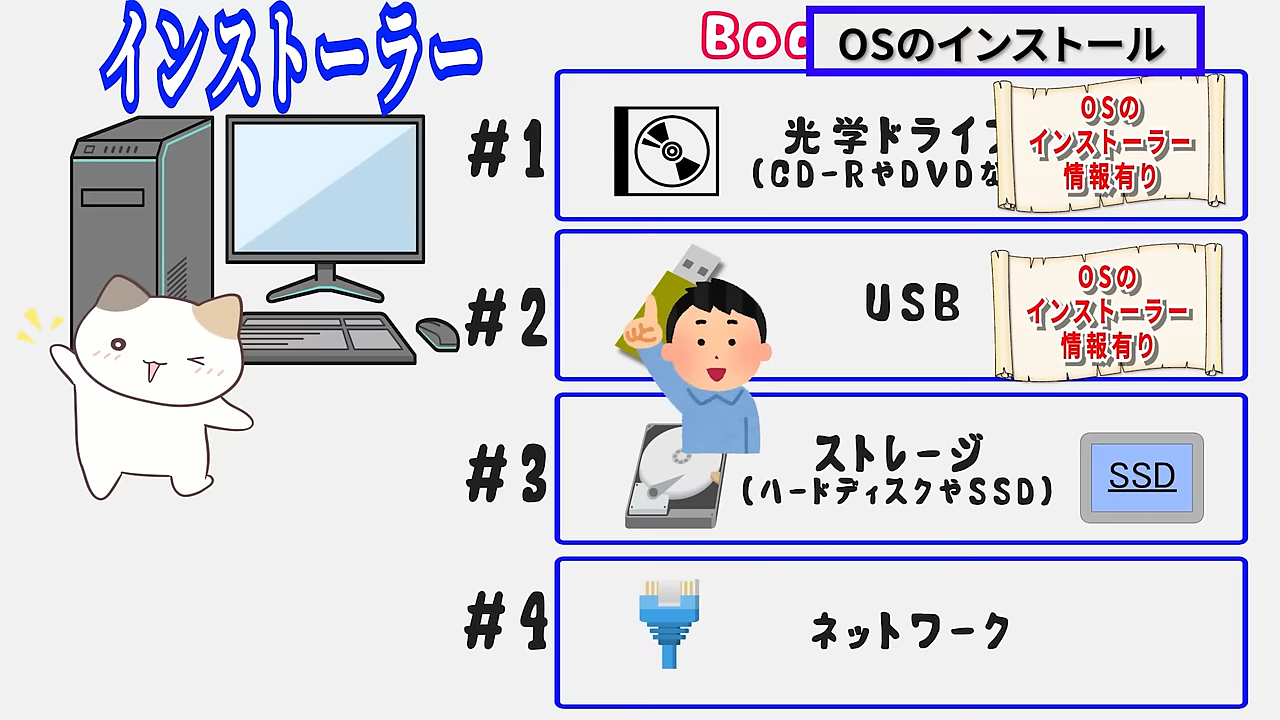 インストーラー
Boo
OSのインストール
#1
光学ドライブ
(CD-RやDVDな
OSの
インストーラー
情報有り
#2
USB
OSの
インストーラー
情報有り
#3
ストレージ
(ハードディスクやSSD)
SSD
#4
ネットワーク